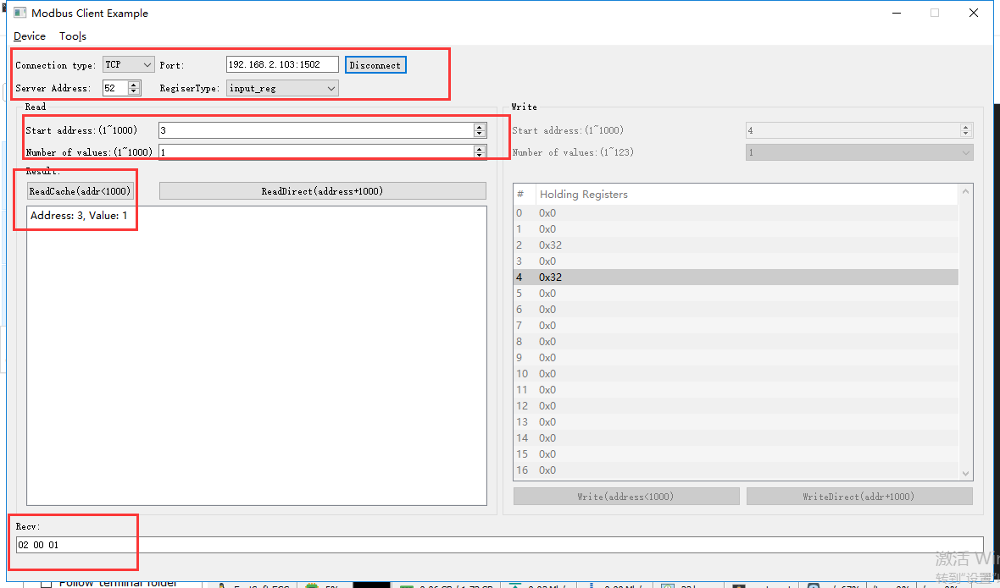 Modbus Client Example
Device Tools
Connection type: TCP Port: 192.168.2.103:1502 Disconnect
Server Address: 52 RegiserType: input_reg
Read
Start address:(1~1000) 3
Number of values:(1~1000) 1
Result:
ReadCache(addr<1000) ReadDirect(address+1000)
Address: 3, Value: 1
Write
Start address:(1~1000) 4
Number of values:(1~123) 1
# Holding Registers
0 0x0
1 0x0
2 0x32
3 0x0
4 0x32
5 0x0
6 0x0
7 0x0
8 0x0
9 0x0
10 0x0
11 0x0
12 0x0
13 0x0
14 0x0
15 0x0
16 0x0
Write(address<1000) WriteDirect(addr+1000)
Recv:
02 00 01
激活 Win
转到"设置"
Follow terminal folder